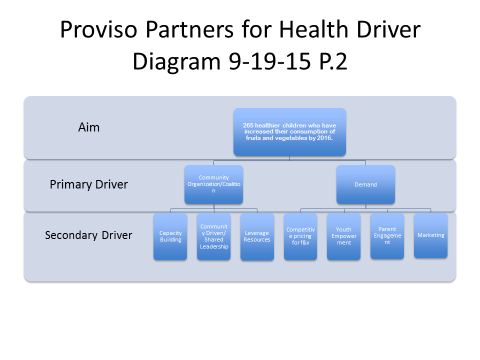 Proviso Partners for Health Driver
Diagram 9-19-15 P.2
Aim
265 healthier children who have
increased their consumption of
fruits and vegetables by 2016.
Primary Driver
Community
Organization/Coalitio
n
Demand
Secondary Driver
Capacity
Building
Communit
y Driven/
Shared
Leadership
Leverage
Resources
Competitiv
e pricing
for
Youth
Empower
ment
Parent
Engageme
nt
Marketing